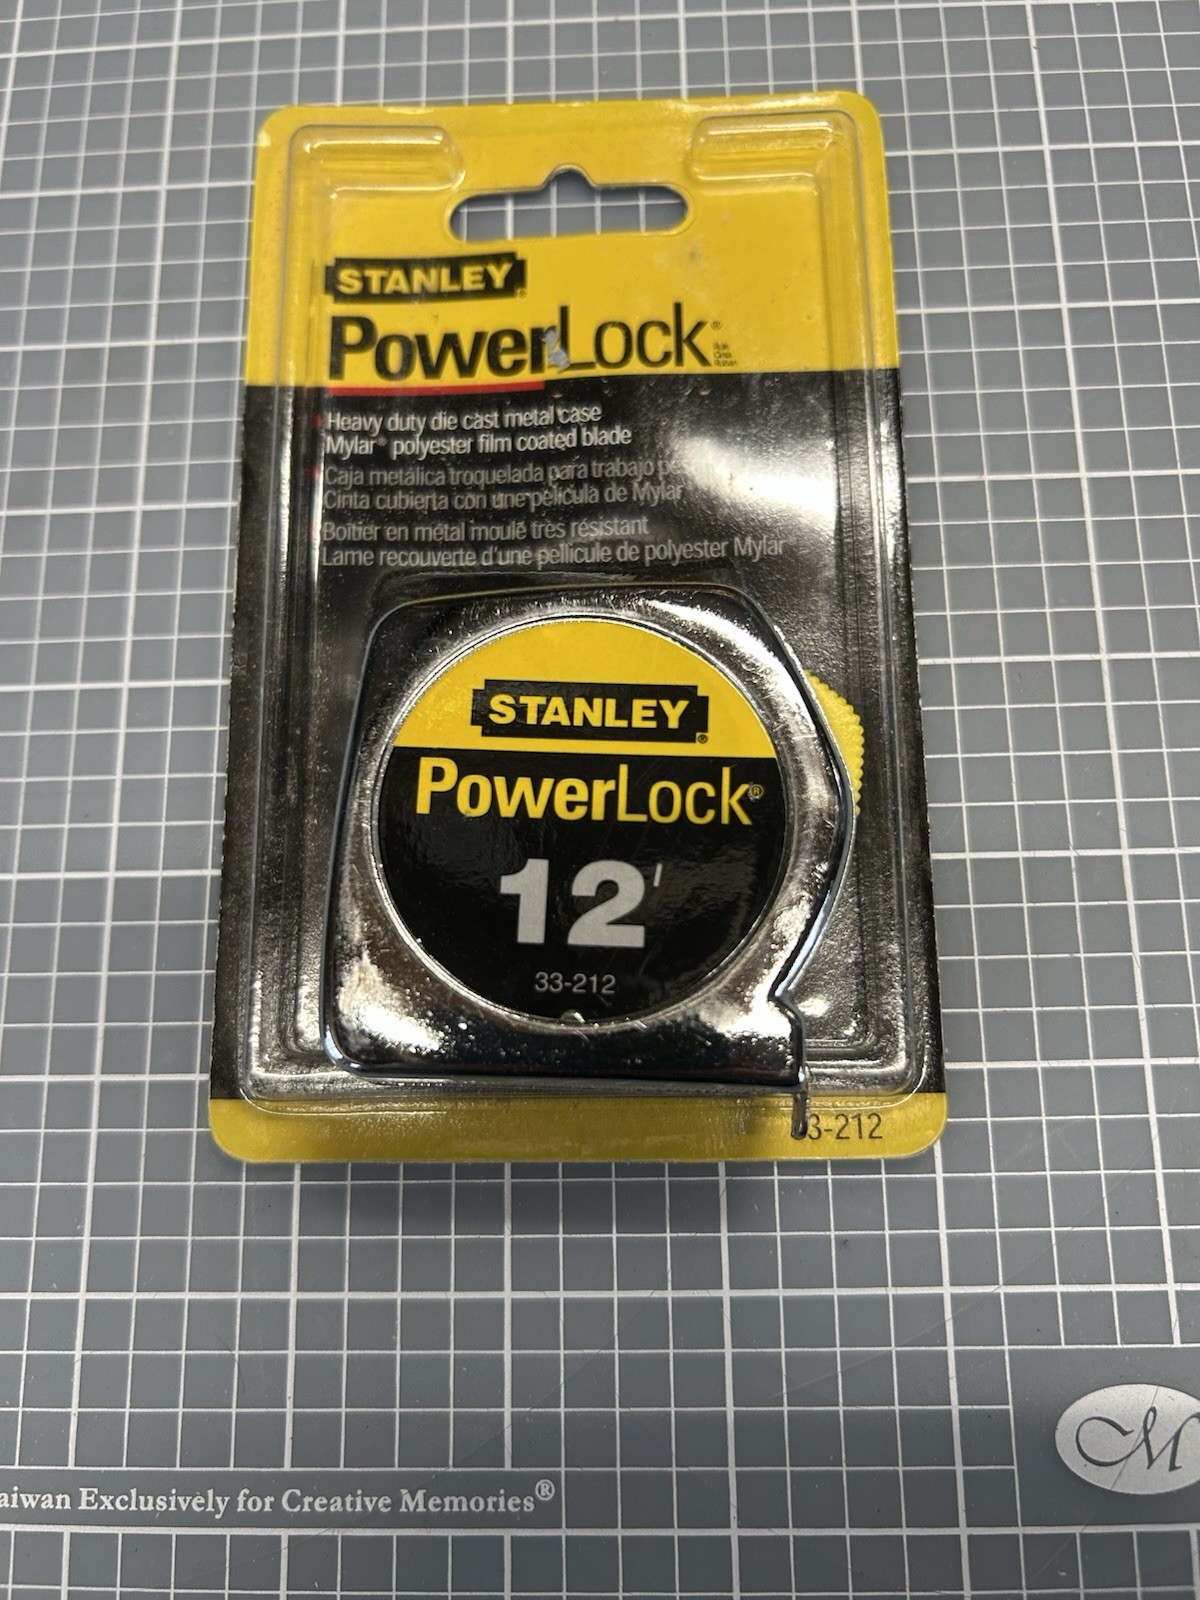 STANLEY®
PowerLock®
Heavy duty die cast metal case
Mylar® polyester film coated blade
Caja metálica troquelada para trabajo
Cinta cubierta con une película de Mylar
Boîtier en métal moulé très résistant
Lame recouverte d'une pellicule de polyester Mylar
STANLEY®
PowerLock®
12'
33-212
33-212
M
aiwan Exclusively for Creative Memories®